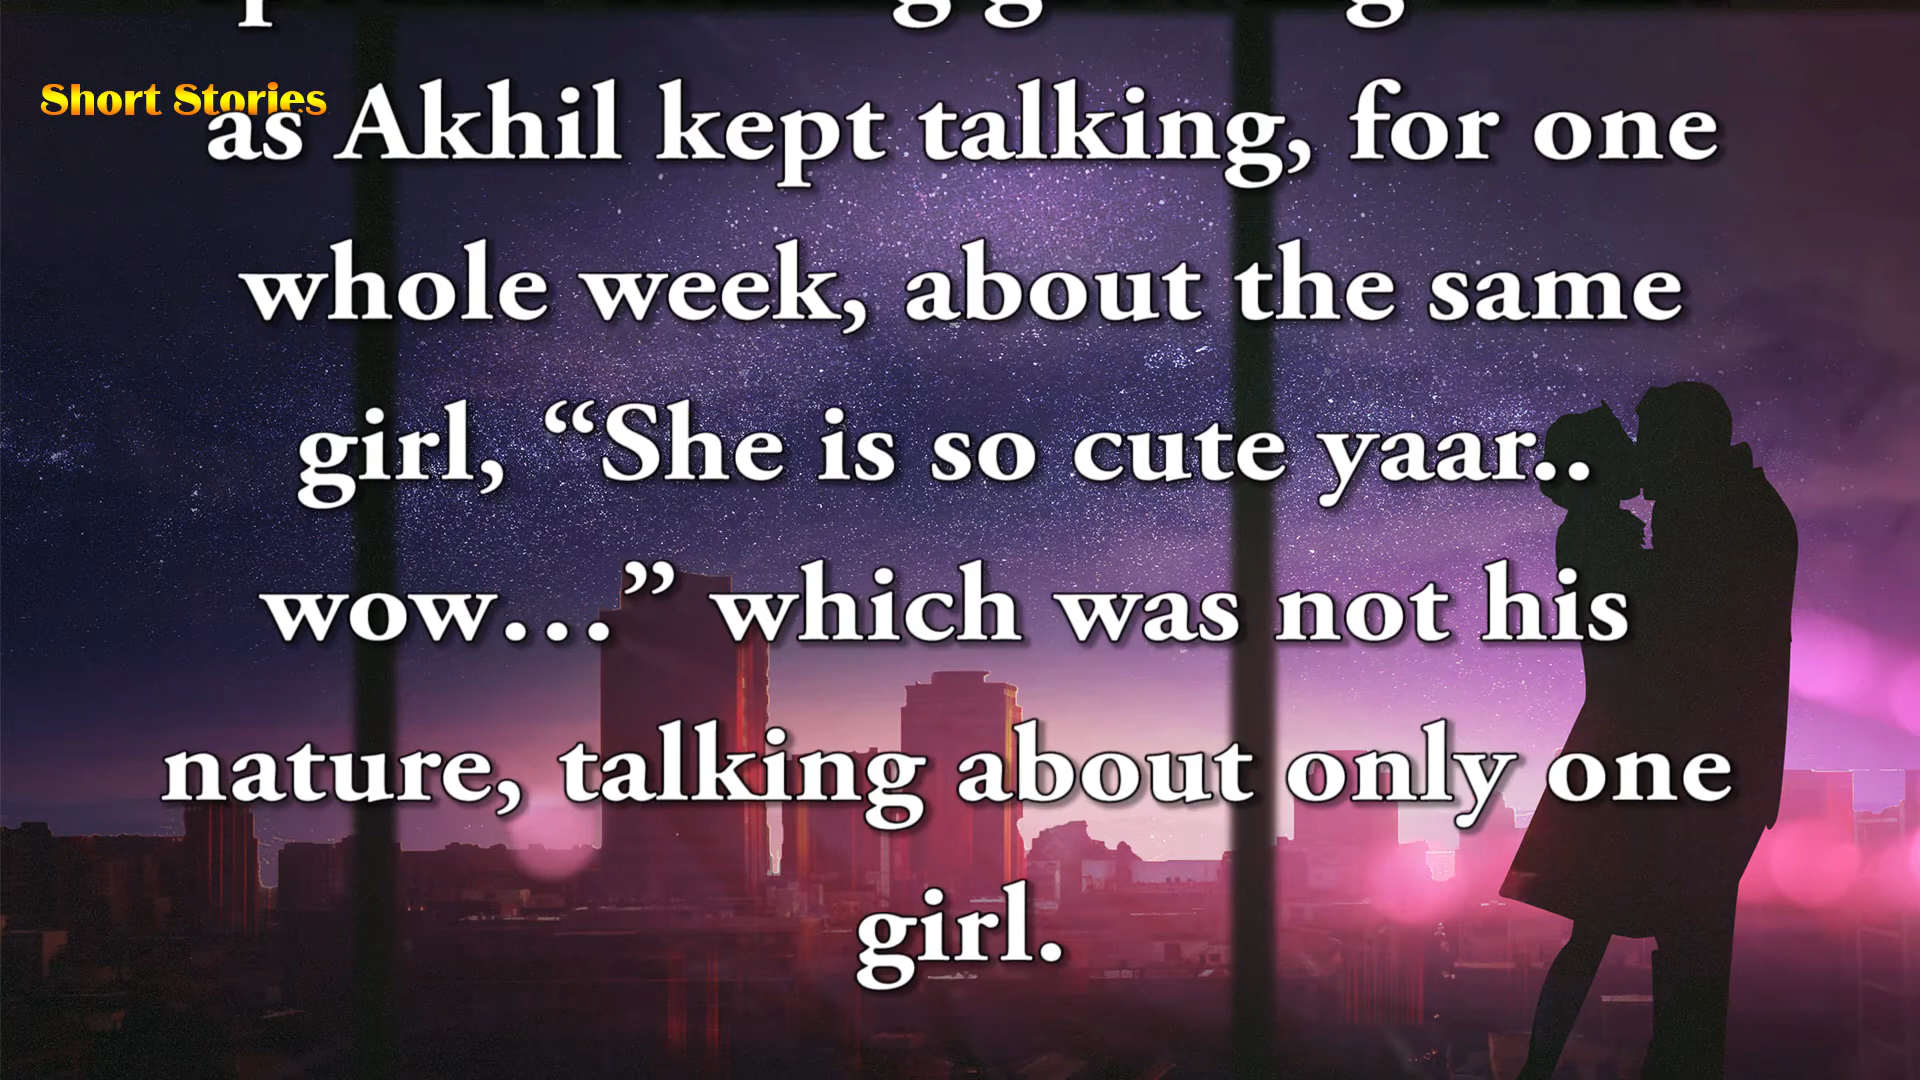 Short Stories
as Akhil kept talking, for one
whole week, about the same
girl, “She is so cute yaar..
wow…” which was not his
nature, talking about only one
girl.